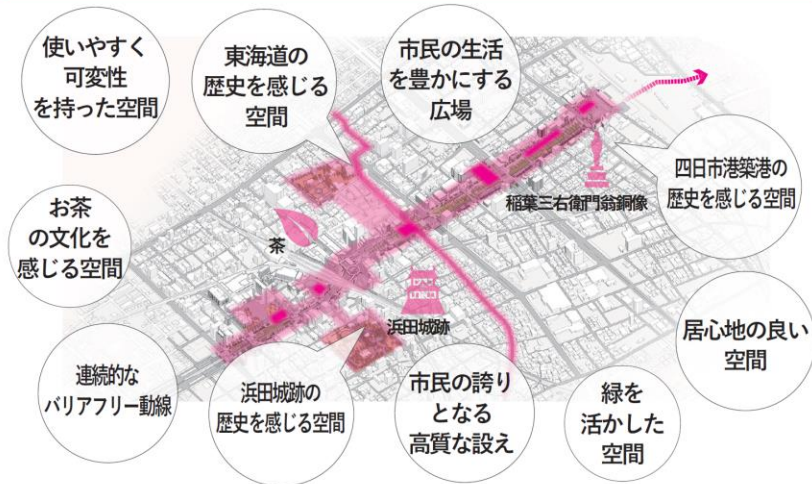 使いやすく
可変性
を持った空間
東海道の
歴史を感じる
空間
市民の生活
を豊かにする
広場
四日市港築港の
歴史を感じる空間
稲葉三右衛門翁銅像
お茶
の文化を
感じる空間
茶
浜田城跡
居心地の良い
空間
連続的な
バリアフリー動線
浜田城跡の
歴史を感じる空間
市民の誇り
となる
高質な設え
緑を
活かした
空間